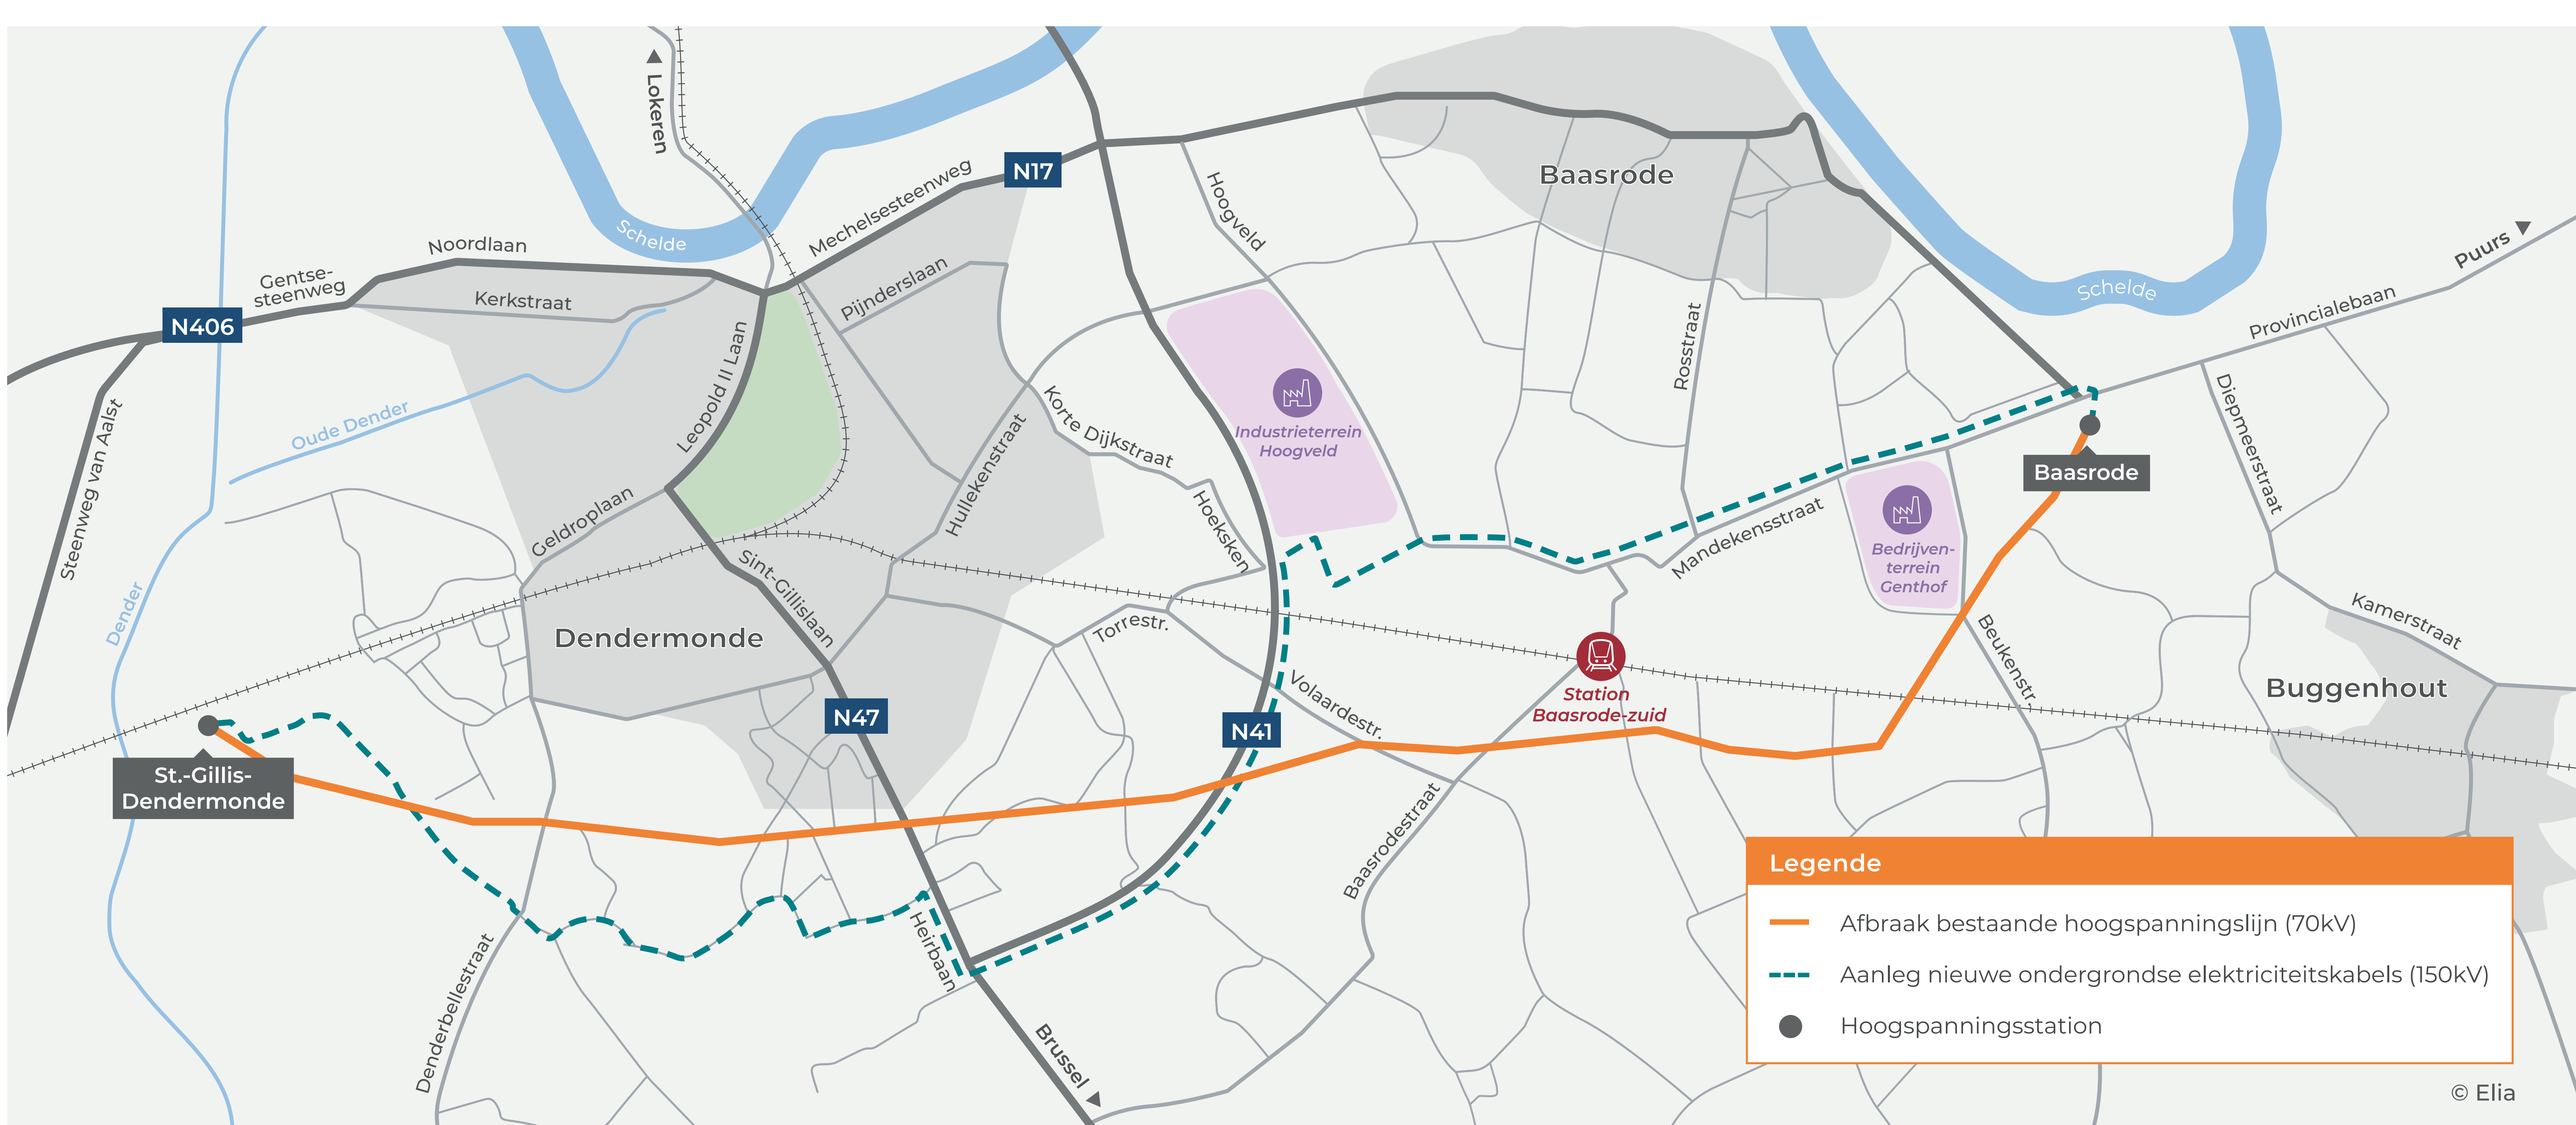 Lokeren
N17
Mechelsesteenweg
Hoogveld
Baasrode
Schelde
Noordlaan
Gentse-
steenweg
Kerkstraat
N406
Pijnderslaan
Leopold II Laan
Schelde
Puurs
Provincialebaan
Rosstraat
Steenweg van Aalst
Oude Dender
Korte Dijkstraat
Industrieterrein
Hoogveld
Diepmeerstraat
Baasrode
Geldroplaan
Hullekenstraat
Hoeksken
Mandekensstraat
Bedrijven-
terrein
Genthof
Dender
Sint-Gillislaan
Dendermonde
Torrestr.
Kamerstraat
Beukenstr.
Buggenhout
Station
Baasrode-zuid
Volaardestr.
N47
N41
St.-Gillis-
Dendermonde
Baasrodestraat
Heirbaan
Denderbellestraat
Brussel
Legende
Afbraak bestaande hoogspanningslijn (70kV)
Aanleg nieuwe ondergrondse elektriciteitskabels (150kV)
Hoogspanningsstation
© Elia